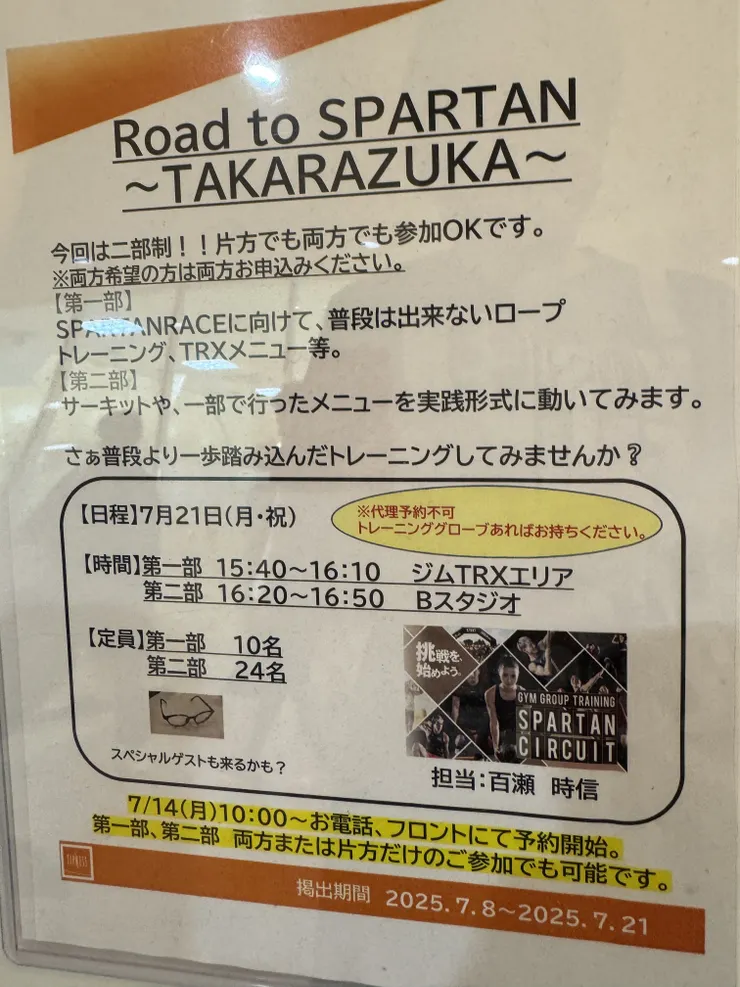 Road to SPARTAN
～TAKARAZUKA～
今回は二部制！！片方でも両方でも参加OKです。
※両方希望の方は両方お申込みください。
【第一部】
SPARTANRACEに向けて、普段は出来ないロープ
トレーニング、TRXメニュー等。
【第二部】
サーキットや、一部で行ったメニューを実践形式に動いてみます。
さぁ普段より一歩踏み込んだトレーニングしてみませんか？
【日程】7月21日(月・祝)
※代理予約不可
トレーニンググローブあればお持ちください。
【時間】第一部 15:40～16:10 ジムTRXエリア
第二部 16:20～16:50 Bスタジオ
【定員】第一部 10名
第二部 24名
挑戦を、
始めよう。
GYM GROUP TRAINING
SPARTAN
CIRCUIT
スペシャルゲストも来るかも？
担当：百瀬 時信
7/14(月)10:00～お電話、フロントにて予約開始。
第一部、第二部 両方または片方だけのご参加でも可能です。
掲出期間 2025.7.8～2025.7.21